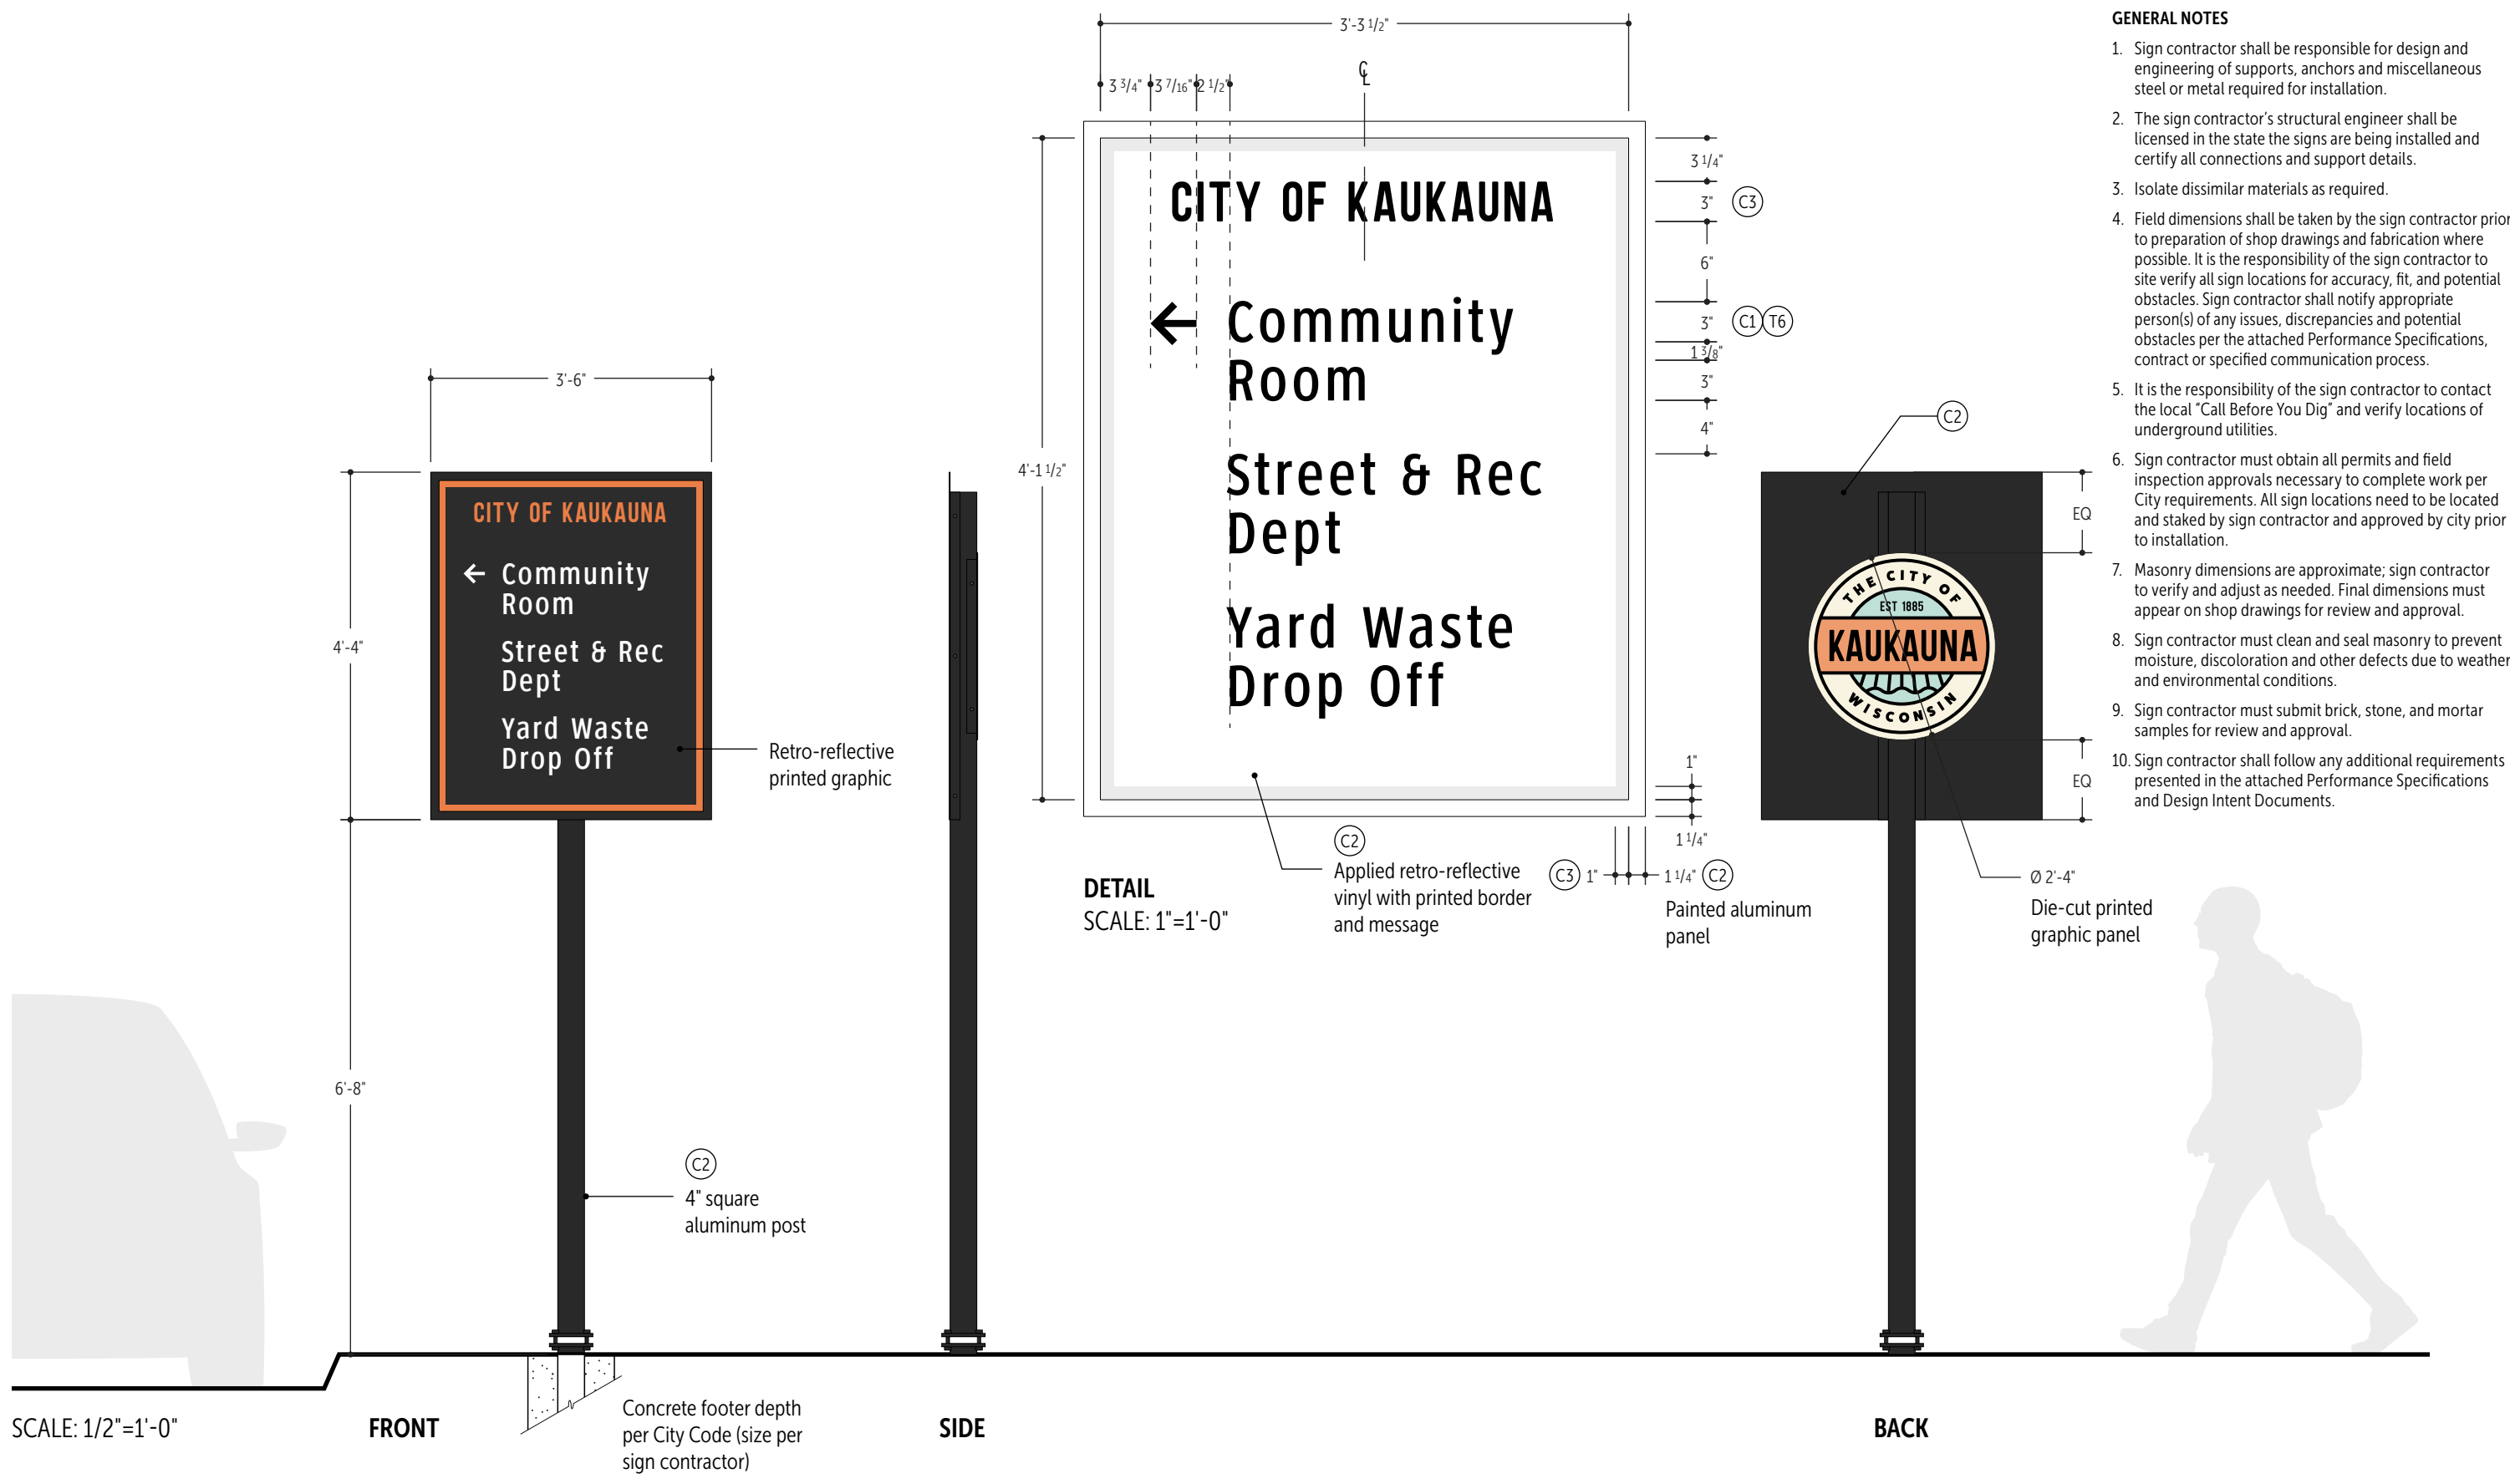 3'-3 1/2"
3 3/4"
3 7/16"
2 1/2"
CL
3 1/4"
3"
C3
6"
3"
C1
T6
1 3/8"
3"
4"
4'-1 1/2"
CITY OF KAUKAUNA
Community
Room
Street & Rec
Dept
Yard Waste
Drop Off
1"
1 1/4"
C3
1"
1 1/4"
C2
Painted aluminum
panel
C2
Applied retro-reflective
vinyl with printed border
and message
DETAIL
SCALE: 1"=1'-0"
3'-6"
4'-4"
6'-8"
CITY OF KAUKAUNA
Community
Room
Street & Rec
Dept
Yard Waste
Drop Off
Retro-reflective
printed graphic
C2
4" square
aluminum post
Concrete footer depth
per City Code (size per
sign contractor)
SCALE: 1/2"=1'-0"
FRONT
SIDE
BACK
C2
EQ
EQ
THE CITY OF
EST 1885
KAUKAUNA
WISCONSIN
Ø 2'-4"
Die-cut printed
graphic panel
GENERAL NOTES
1. Sign contractor shall be responsible for design and
engineering of supports, anchors and miscellaneous
steel or metal required for installation.
2. The sign contractor's structural engineer shall be
licensed in the state the signs are being installed and
certify all connections and support details.
3. Isolate dissimilar materials as required.
4. Field dimensions shall be taken by the sign contractor prior
to preparation of shop drawings and fabrication where
possible. It is the responsibility of the sign contractor to
site verify all sign locations for accuracy, fit, and potential
obstacles. Sign contractor shall notify appropriate
person(s) of any issues, discrepancies and potential
obstacles per the attached Performance Specifications,
contract or specified communication process.
5. It is the responsibility of the sign contractor to contact
the local "Call Before You Dig" and verify locations of
underground utilities.
6. Sign contractor must obtain all permits and field
inspection approvals necessary to complete work per
City requirements. All sign locations need to be located
and staked by sign contractor and approved by city prior
to installation.
7. Masonry dimensions are approximate; sign contractor
to verify and adjust as needed. Final dimensions must
appear on shop drawings for review and approval.
8. Sign contractor must clean and seal masonry to prevent
moisture, discoloration and other defects due to weather
and environmental conditions.
9. Sign contractor must submit brick, stone, and mortar
samples for review and approval.
10. Sign contractor shall follow any additional requirements
presented in the attached Performance Specifications
and Design Intent Documents.